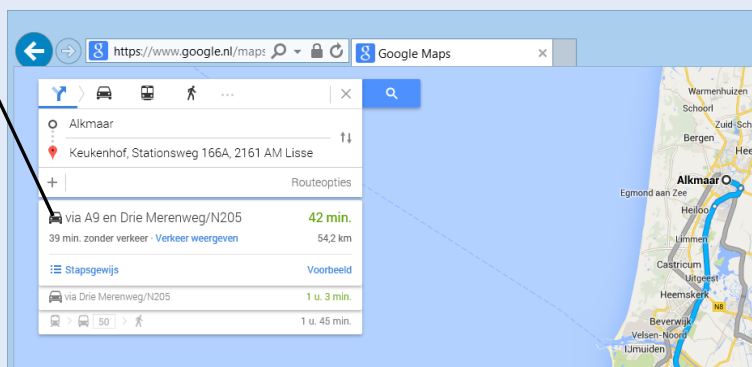 https://www.google.nl/maps
Google Maps
Alkmaar
Keukenhof, Stationsweg 166A, 2161 AM Lisse
Routeopties
via A9 en Drie Merenweg/N205 42 min.
39 min. zonder verkeer · Verkeer weergeven 54,2 km
Stapsgewijs Voorbeeld
via Drie Merenweg/N205 1 u. 3 min.
50 1 u. 45 min.
Warmenhuizen
Schoorl
Zuid-Sch
Bergen
Hee
Alkmaar
Egmond aan Zee
Heiloo
Limmen
Castricum
Uitgeest
Heemskerk
N8
Beverwijk
Velsen-Noord
IJmuiden